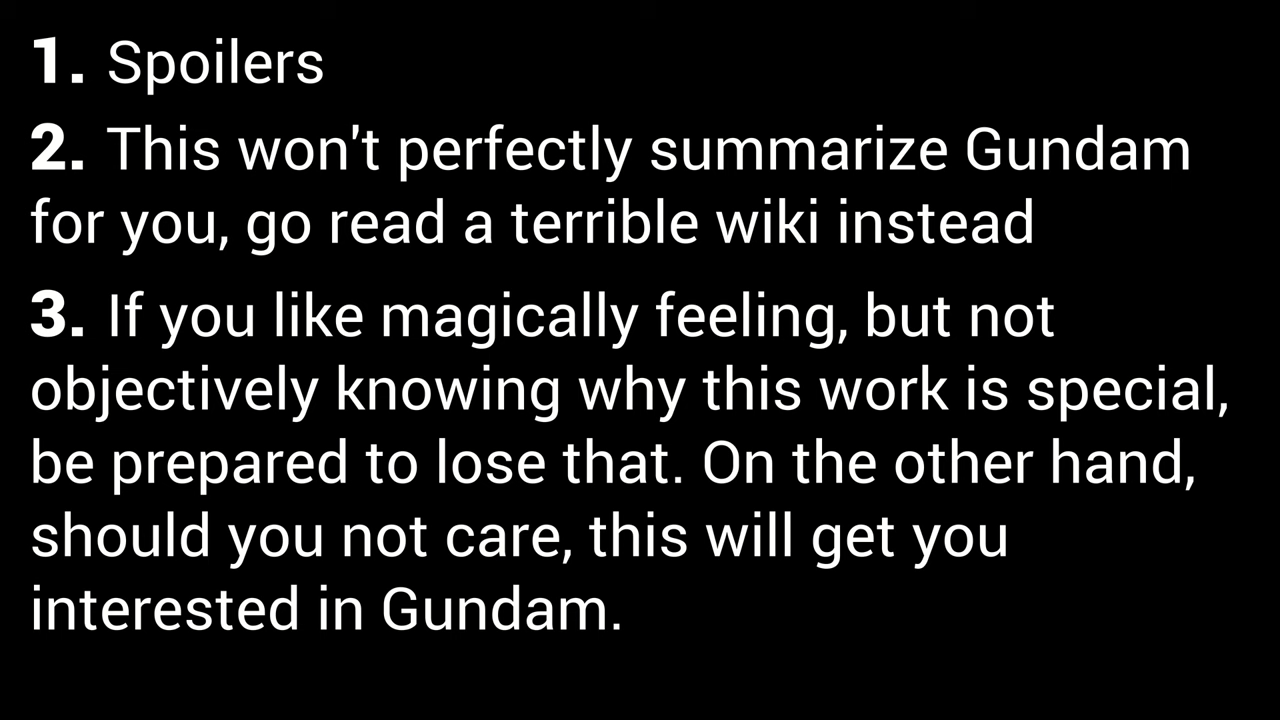 1. Spoilers
2. This won't perfectly summarize Gundam
for you, go read a terrible wiki instead
3. If you like magically feeling, but not
objectively knowing why this work is special,
be prepared to lose that. On the other hand,
should you not care, this will get you
interested in Gundam.